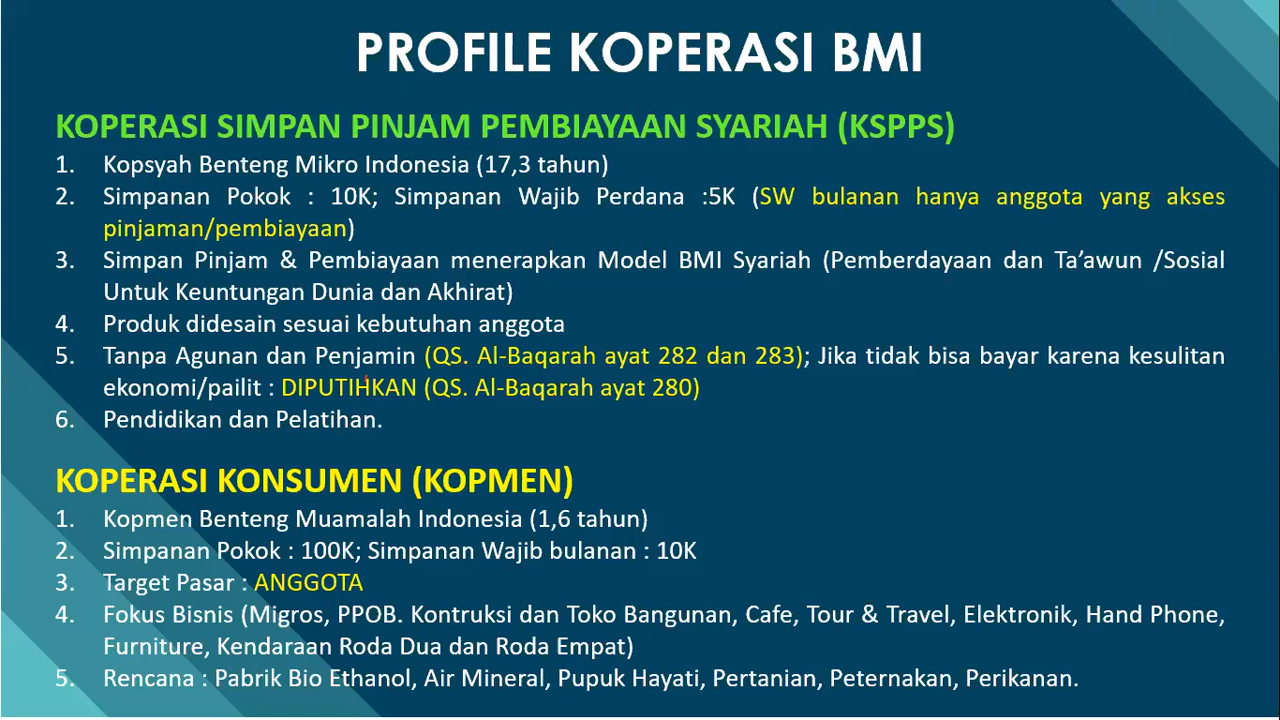 PROFILE KOPERASI BMI
KOPERASI SIMPAN PINJAM PEMBIAYAAN SYARIAH (KSPPS)
1. Kopsyah Benteng Mikro Indonesia (17,3 tahun)
2. Simpanan Pokok : 10K; Simpanan Wajib Perdana :5K (SW bulanan hanya anggota yang akses
pinjaman/pembiayaan)
3. Simpan Pinjam & Pembiayaan menerapkan Model BMI Syariah (Pemberdayaan dan Ta’awun /Sosial
Untuk Keuntungan Dunia dan Akhirat)
4. Produk didesain sesuai kebutuhan anggota
5. Tanpa Agunan dan Penjamin (QS. Al-Baqarah ayat 282 dan 283); Jika tidak bisa bayar karena kesulitan
ekonomi/pailit : DIPUTIHKAN (QS. Al-Baqarah ayat 280)
6. Pendidikan dan Pelatihan.
KOPERASI KONSUMEN (KOPMEN)
1. Kopmen Benteng Muamalah Indonesia (1,6 tahun)
2. Simpanan Pokok : 100K; Simpanan Wajib bulanan : 10K
3. Target Pasar : ANGGOTA
4. Fokus Bisnis (Migros, PPOB. Kontruksi dan Toko Bangunan, Cafe, Tour & Travel, Elektronik, Hand Phone,
Furniture, Kendaraan Roda Dua dan Roda Empat)
5. Rencana : Pabrik Bio Ethanol, Air Mineral, Pupuk Hayati, Pertanian, Peternakan, Perikanan.